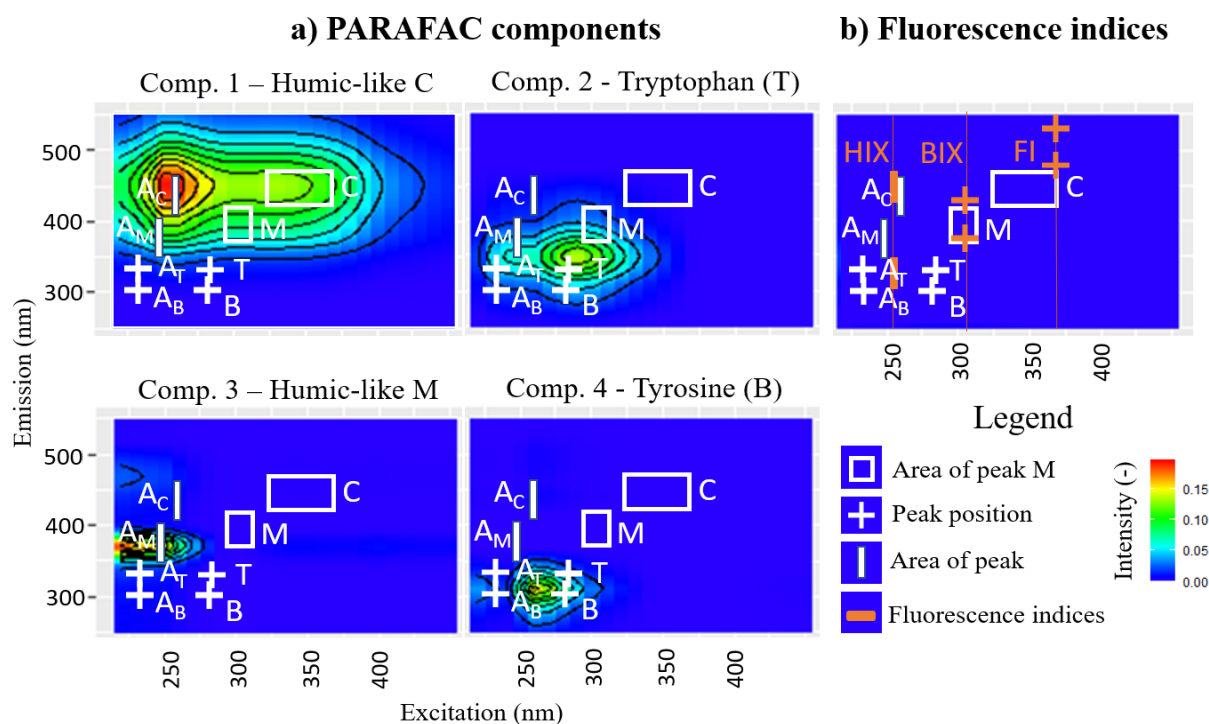 a) PARAFAC components
b) Fluorescence indices
Comp. 1 – Humic-like C
Comp. 2 - Tryptophan (T)
Emission (nm)
500
400
300
A_C
C
A_M
M
A_T
T
A_B
B
A_C
C
A_M
M
A_T
T
A_B
B
HIX
BIX
FI
A_C
C
A_M
M
A_T
T
A_B
B
250
300
350
400
Comp. 3 – Humic-like M
Comp. 4 - Tyrosine (B)
500
400
300
A_C
C
A_M
M
A_T
T
A_B
B
A_C
C
A_M
M
A_T
T
A_B
B
250
300
350
400
250
300
350
400
Excitation (nm)
Legend
Area of peak M
Peak position
Area of peak
Fluorescence indices
Intensity (-)
0.15
0.10
0.05
0.00